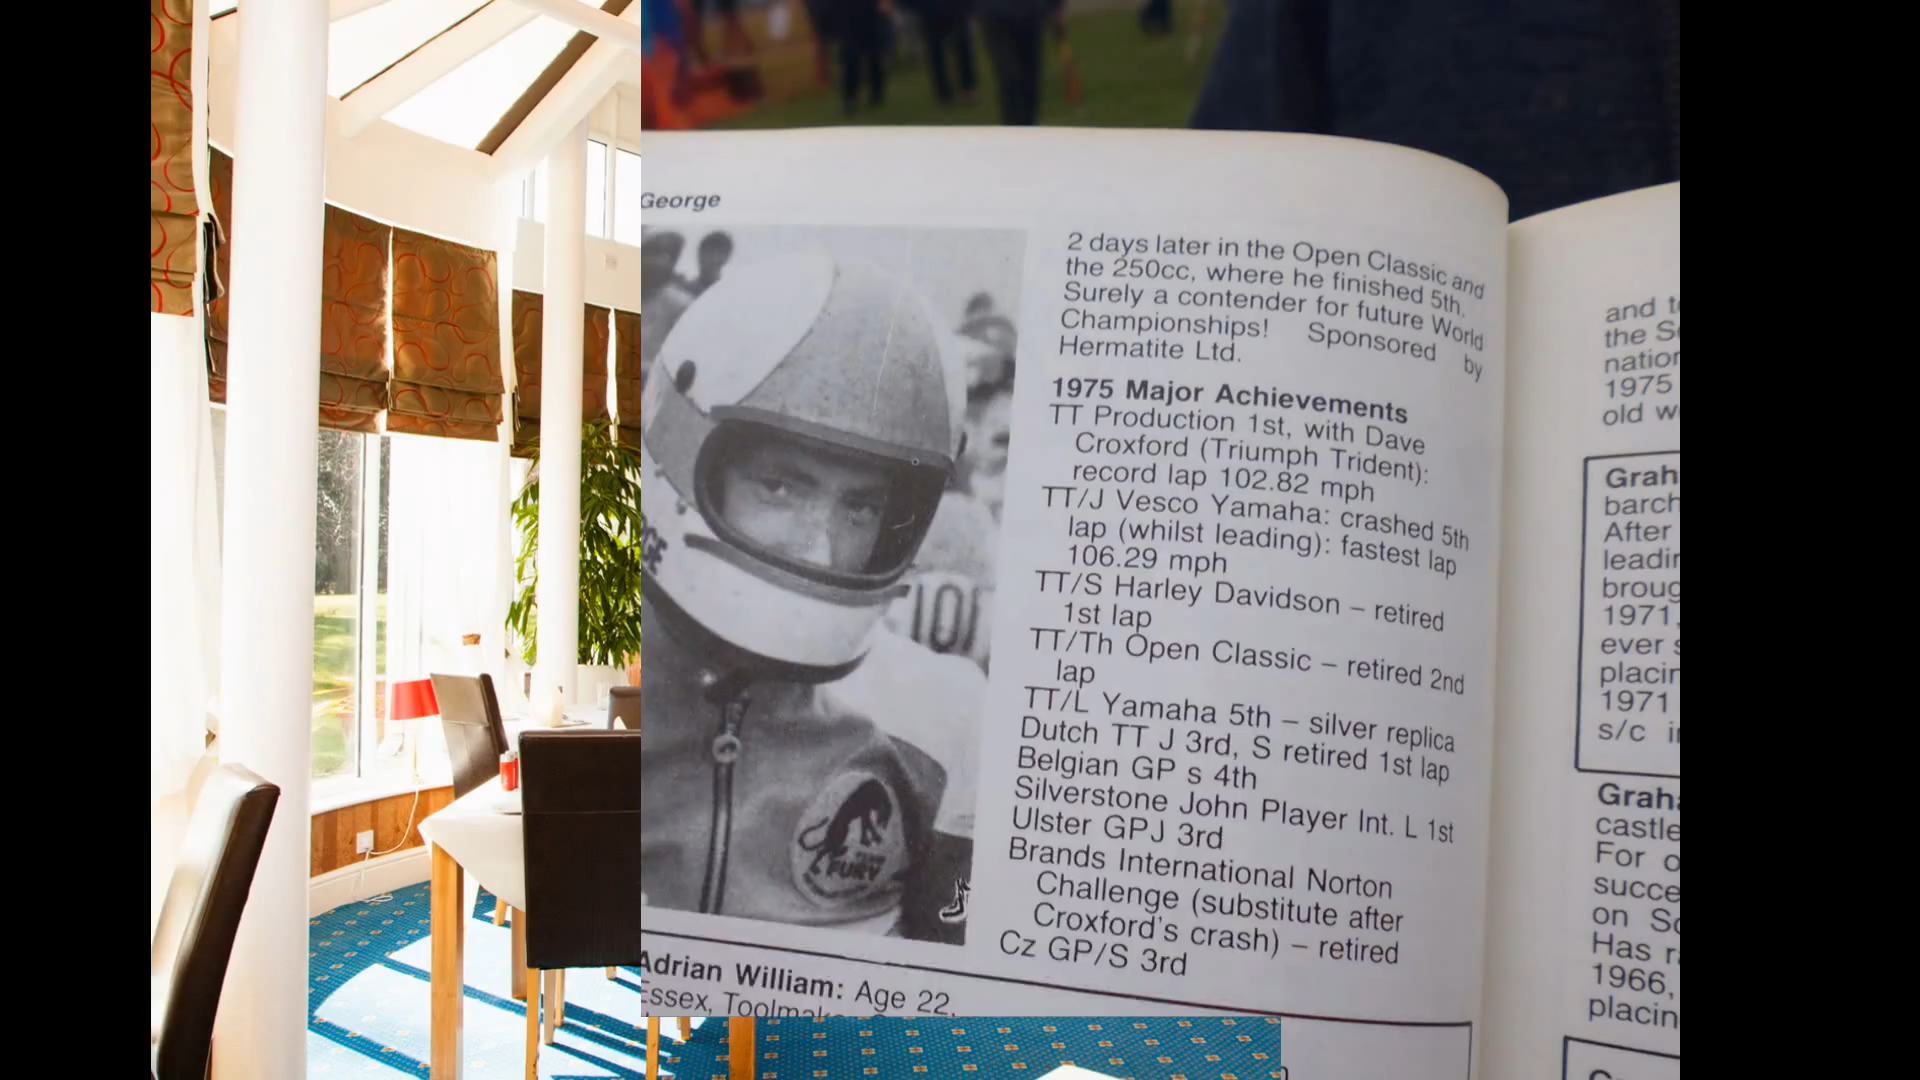 George
2 days later in the Open Classic and
the 250cc, where he finished 5th.
Surely a contender for future World
Championships! Sponsored by
Hermatite Ltd.
1975 Major Achievements
TT Production 1st, with Dave
Croxford (Triumph Trident):
record lap 102.82 mph
TT/J Vesco Yamaha: crashed 5th
lap (whilst leading): fastest lap
106.29 mph
TT/S Harley Davidson – retired
1st lap
TT/Th Open Classic – retired 2nd
lap
TT/L Yamaha 5th – silver replica
Dutch TT J 3rd, S retired 1st lap
Belgian GP s 4th
Silverstone John Player Int. L 1st
Ulster GPJ 3rd
Brands International Norton
Challenge (substitute after
Croxford's crash) – retired
Cz GP/S 3rd
FURY
101
Adrian William: Age 22,
Essex,
and
the
1975
old
After
1971,
ever
1971
s/c
castle
For
on
Has
1966,